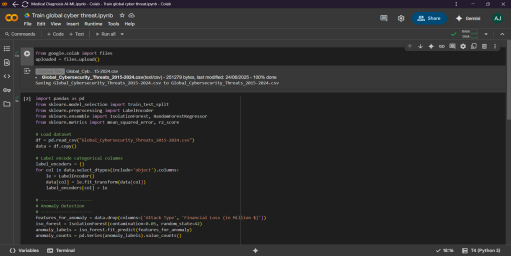 Medical Diagnosis AI-ML.ipynb - Colab
Train global cyber threat.ipynb - Colab
Train global cyber threat.ipynb
File Edit View Insert Runtime Tools Help
Share
Gemini
AJ
Commands
+ Code
+ Text
Run all
from google.colab import files
uploaded = files.upload()
Global_Cyb...15-2024.csv
Global_Cybersecurity_Threats_2015-2024.csv(text/csv) - 251279 bytes, last modified: 24/08/2025 - 100% done
Saving Global_Cybersecurity_Threats_2015-2024.csv to Global_Cybersecurity_Threats_2015-2024.csv
[2]
import pandas as pd
from sklearn.model_selection import train_test_split
from sklearn.preprocessing import LabelEncoder
from sklearn.ensemble import IsolationForest, RandomForestRegressor
from sklearn.metrics import mean_squared_error, r2_score
# Load dataset
df = pd.read_csv("Global_Cybersecurity_Threats_2015-2024.csv")
data = df.copy()
# Label encode categorical columns
label_encoders = {}
for col in data.select_dtypes(include='object').columns:
le = LabelEncoder()
data[col] = le.fit_transform(data[col])
label_encoders[col] = le
# --------------------
# Anomaly Detection
features_for_anomaly = data.drop(columns=['Attack Type', 'Financial Loss (in Million $)'])
iso_forest = IsolationForest(contamination=0.05, random_state=42)
anomaly_labels = iso_forest.fit_predict(features_for_anomaly)
anomaly_counts = pd.Series(anomaly_labels).value_counts()
Variables
Terminal
T4 (Python 3)